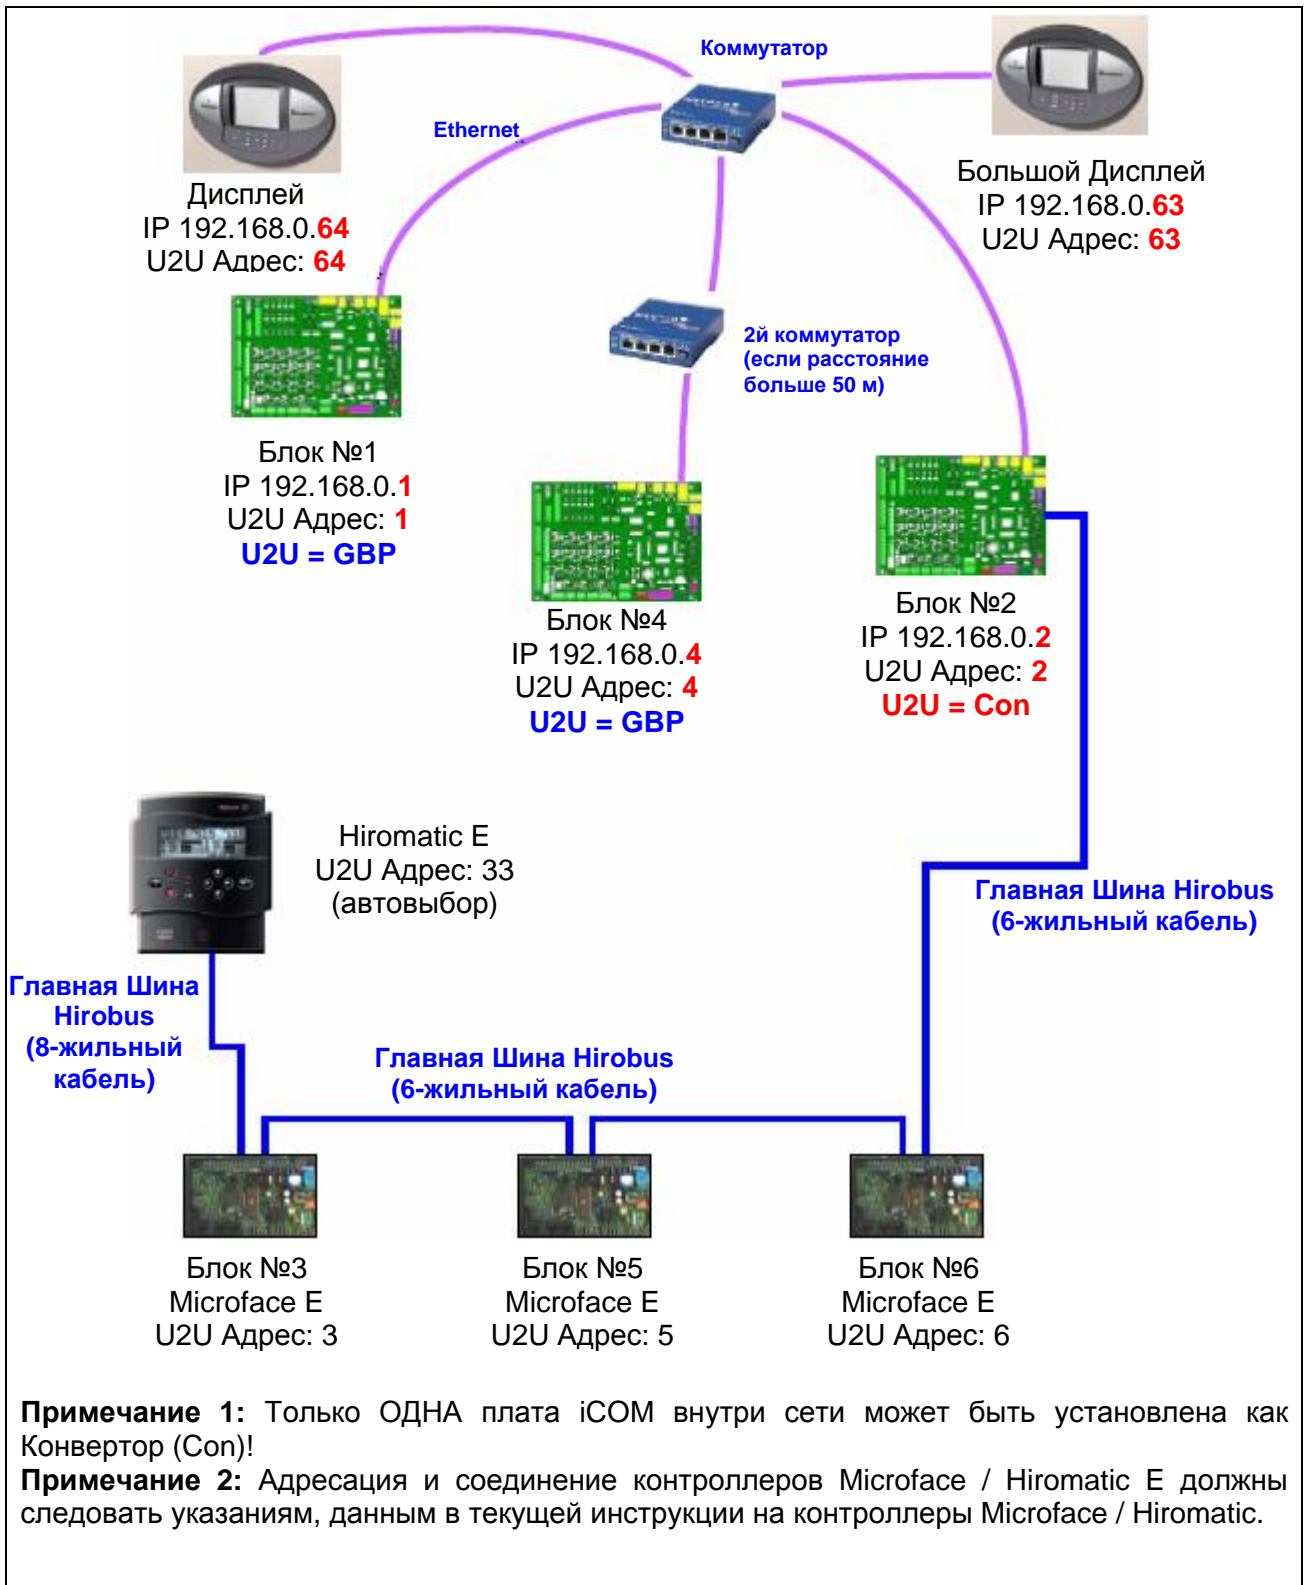 Коммутатор
Ethernet
Дисплей
IP 192.168.0.64
U2U Адрес: 64
Большой Дисплей
IP 192.168.0.63
U2U Адрес: 63
2й коммутатор
(если расстояние
больше 50 м)
Блок №1
IP 192.168.0.1
U2U Адрес: 1
U2U = GBP
Блок №4
IP 192.168.0.4
U2U Адрес: 4
U2U = GBP
Блок №2
IP 192.168.0.2
U2U Адрес: 2
U2U = Con
Hiromatic E
U2U Адрес: 33
(автовыбор)
Главная Шина Hirobus
(6-жильный кабель)
Главная Шина
Hirobus
(8-жильный
кабель)
Главная Шина Hirobus
(6-жильный кабель)
Блок №3
Microface E
U2U Адрес: 3
Блок №5
Microface E
U2U Адрес: 5
Блок №6
Microface E
U2U Адрес: 6
Примечание 1: Только ОДНА плата iCOM внутри сети может быть установлена как
Конвертор (Con)!
Примечание 2: Адресация и соединение контроллеров Microface / Hiromatic E должны
следовать указаниям, данным в текущей инструкции на контроллеры Microface / Hiromatic.